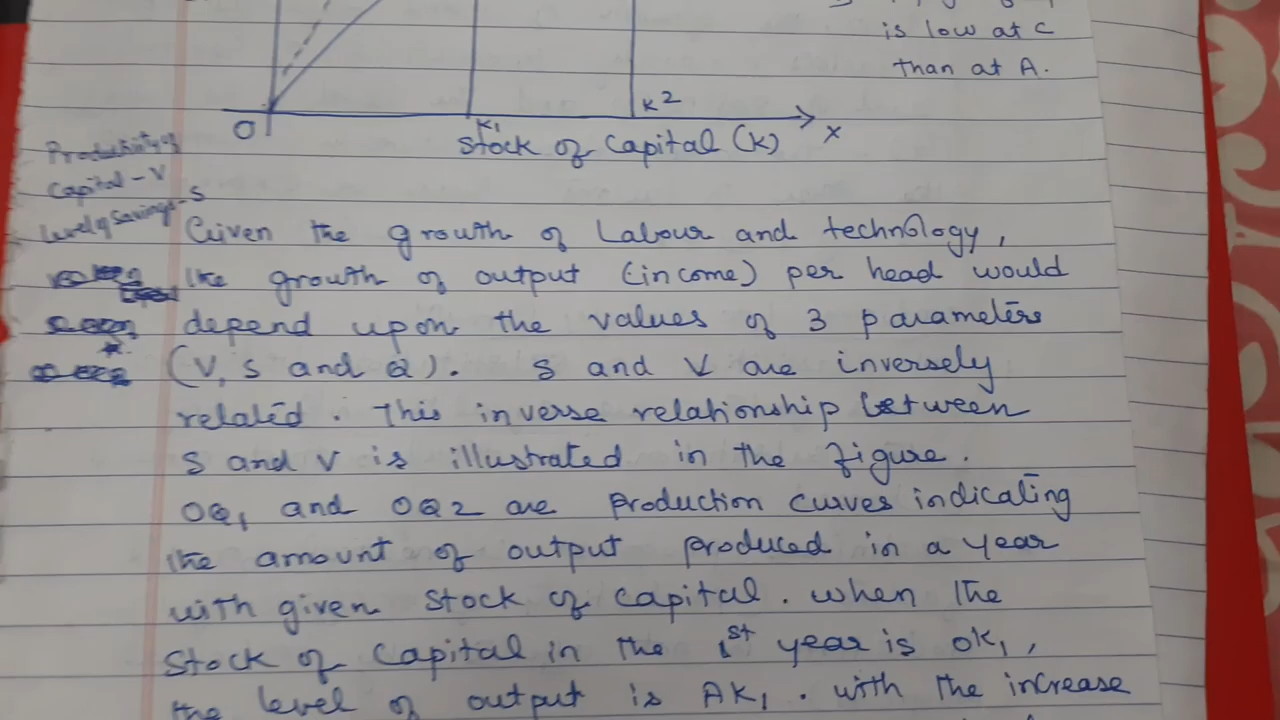 is low at C
than at A.
K2
O
K1
x
Stock of Capital (K)
Productivity of
Capital - V
Level of Savings - S
Given the growth of Labour and technology,
the growth of output (income) per head would
depend upon the values of 3 parameters
(V, S and Q). S and V are inversely
related. This inverse relationship between
S and V is illustrated in the figure.
OQ1 and OQ2 are production curves indicating
the amount of output produced in a year
with given stock of capital. When the
stock of capital in the 1st year is OK1,
the level of output is AK1. With the increase